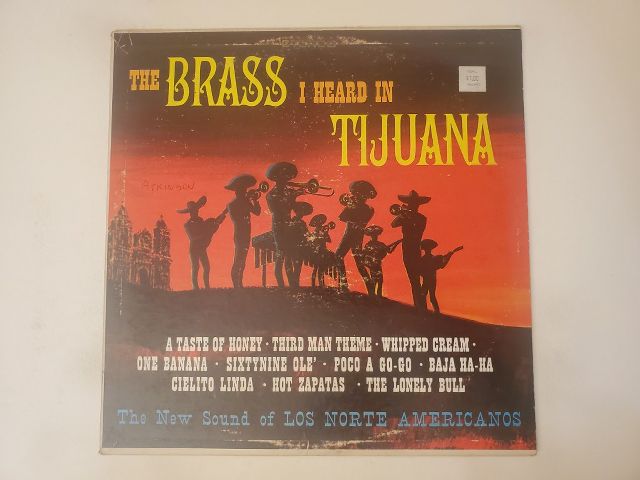 THE BRASS I HEARD IN
TIJUANA
ATKINSON
A TASTE OF HONEY · THIRD MAN THEME · WHIPPED CREAM ·
ONE BANANA · SIXTYNINE OLE' · POCO A GO-GO · BAJA HA-HA
CIELITO LINDA · HOT ZAPATAS · THE LONELY BULL
The New Sound of LOS NORTE AMERICANOS